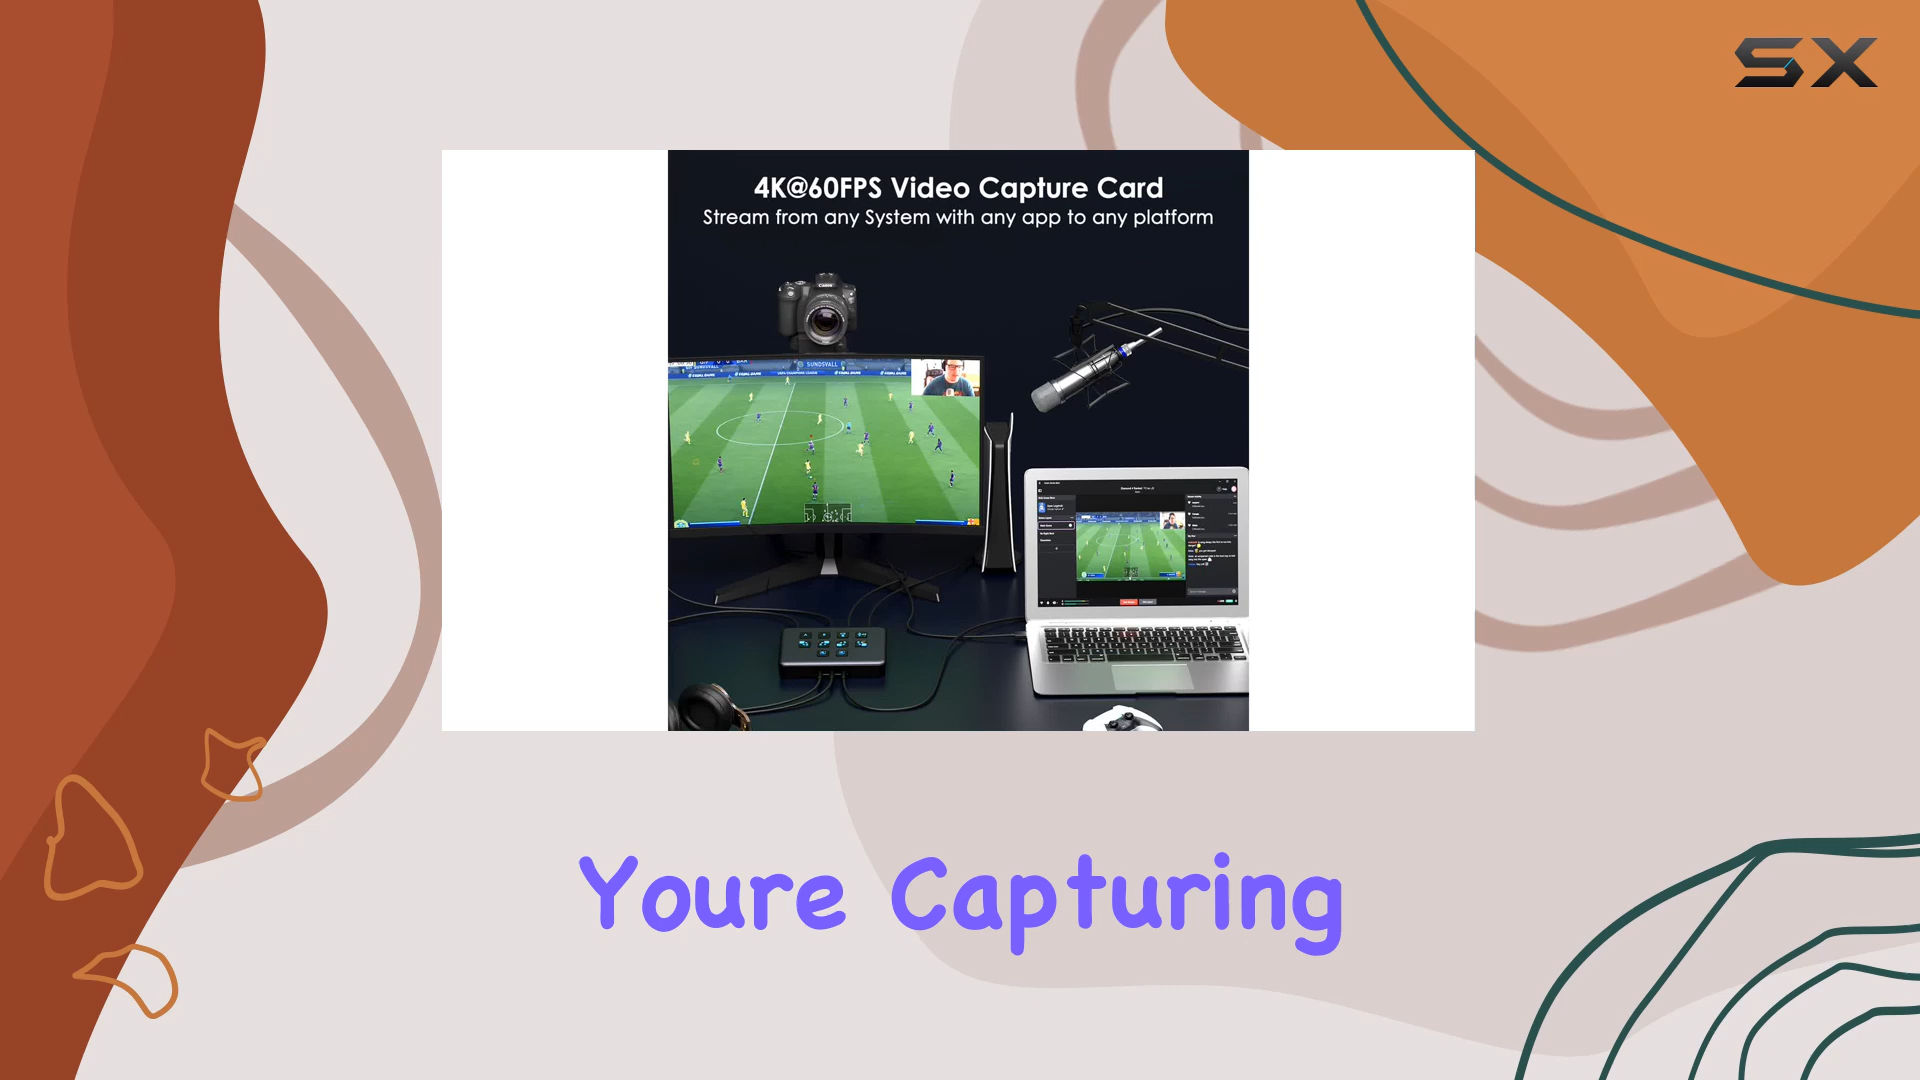 SX
4K@60FPS Video Capture Card
Stream from any System with any app to any platform
SUNDSVALL
Youre Capturing